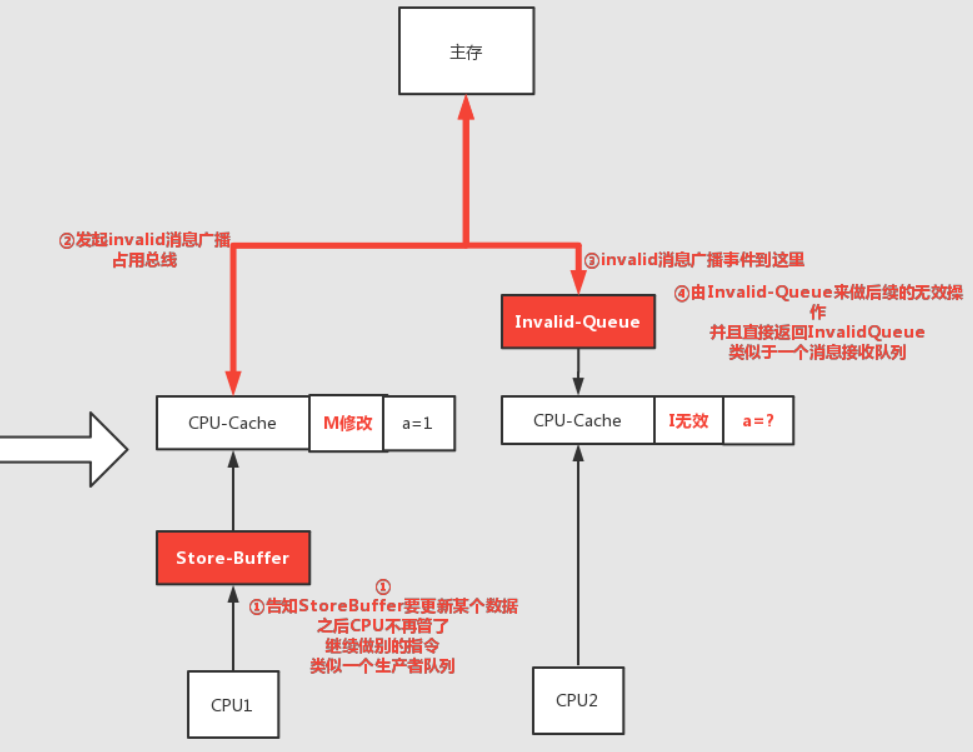 主存
②发起invalid消息广播
占用总线
③invalid消息广播事件到这里
④由Invalid-Queue来做后续的无效操
作
并且直接返回InvalidQueue
类似于一个消息接收队列
Invalid-Queue
CPU-Cache
M修改
a=1
CPU-Cache
I无效
a=?
Store-Buffer
①
①告知StoreBuffer要更新某个数据
之后CPU不再管了
继续做别的指令
类似一个生产者队列
CPU1
CPU2